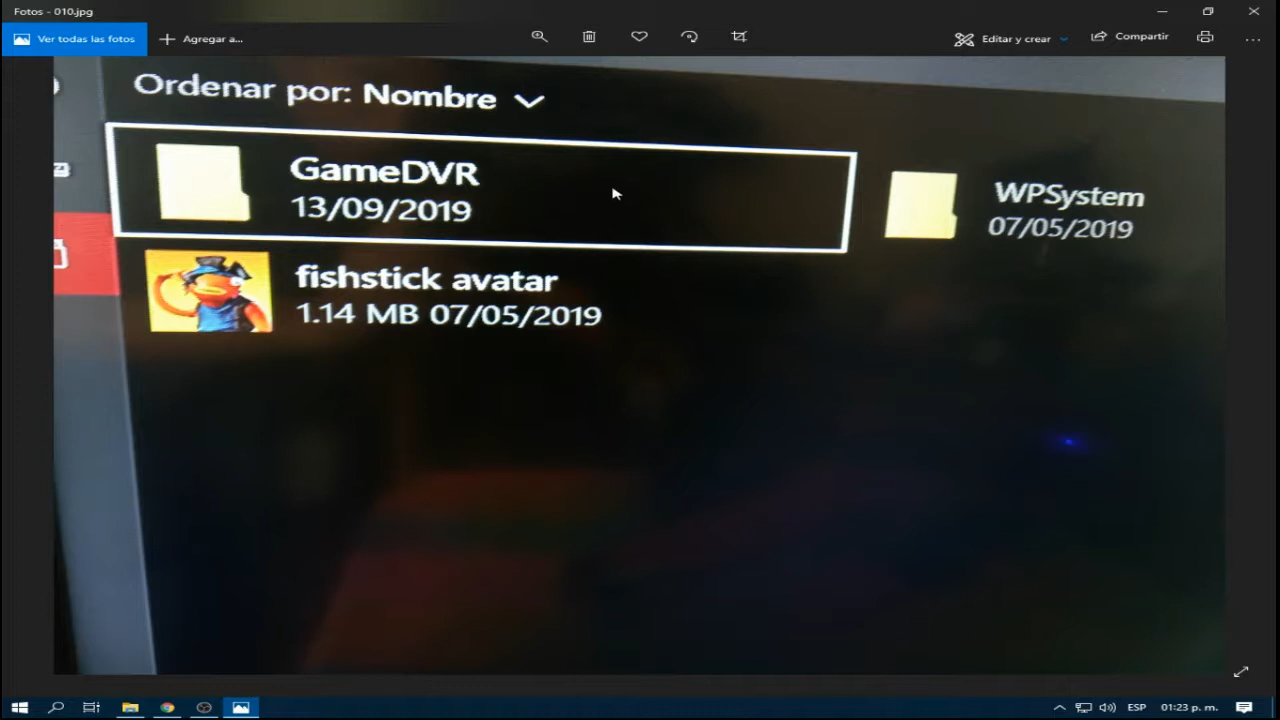 Fotos - 010.jpg
Ver todas las fotos
Agregar a...
Editar y crear
Compartir
Ordenar por: Nombre
GameDVR
13/09/2019
WPSystem
07/05/2019
fishstick avatar
1.14 MB 07/05/2019
ESP
01:23 p. m.